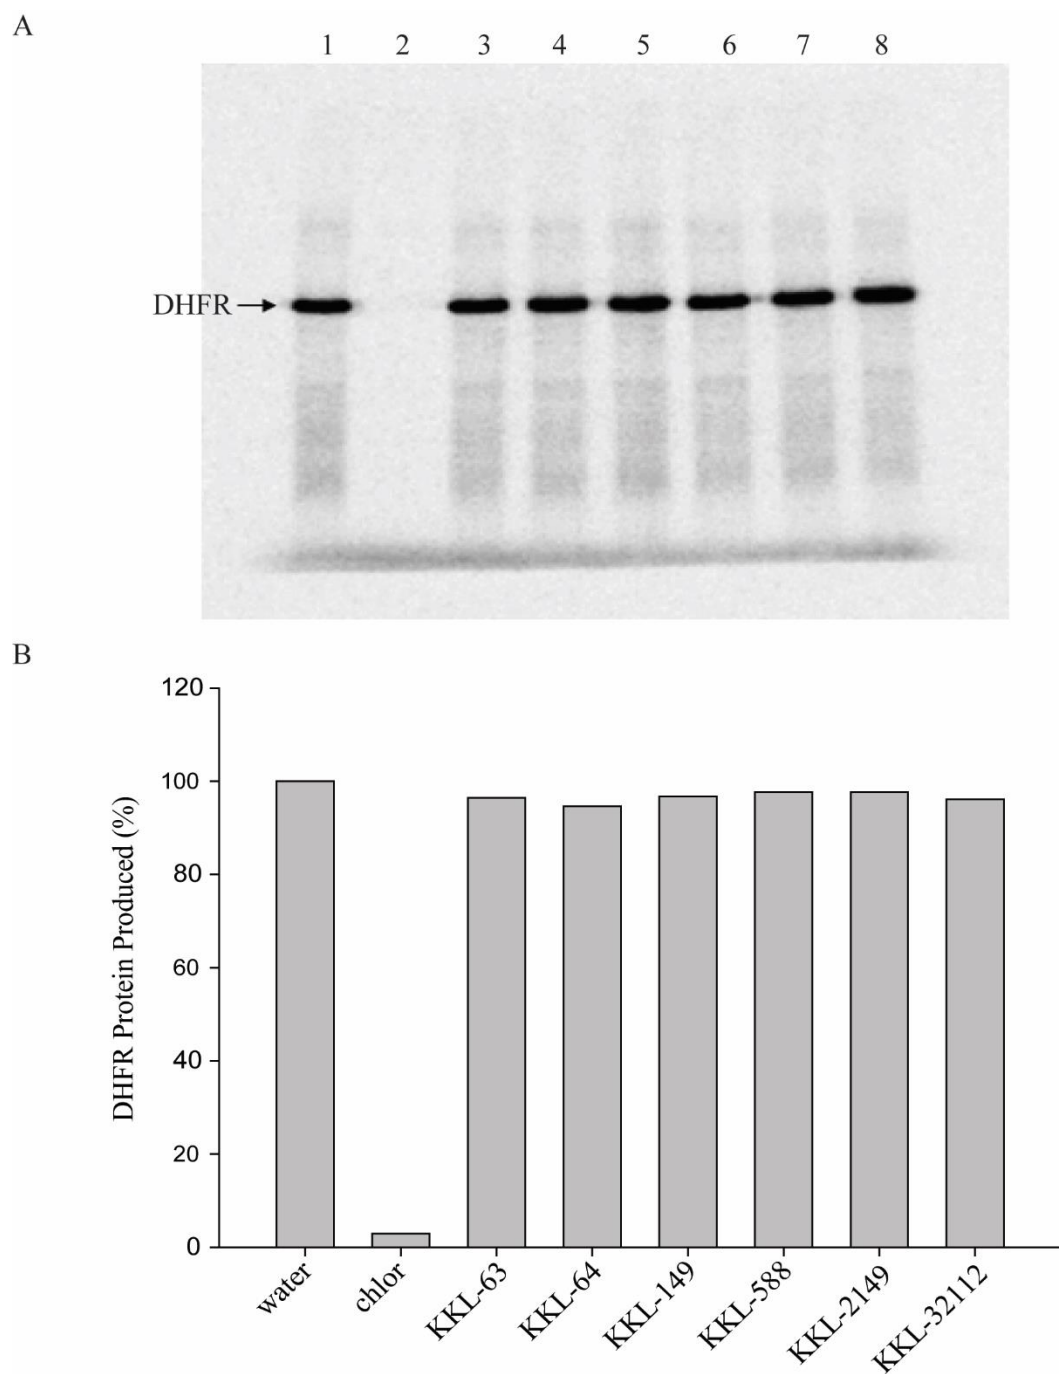 A
1 2 3 4 5 6 7 8
DHFR
B
120
100
80
60
40
20
0
DHFR Protein Produced (%)
water
chlor
KKL-63
KKL-64
KKL-149
KKL-588
KKL-2149
KKL-32112